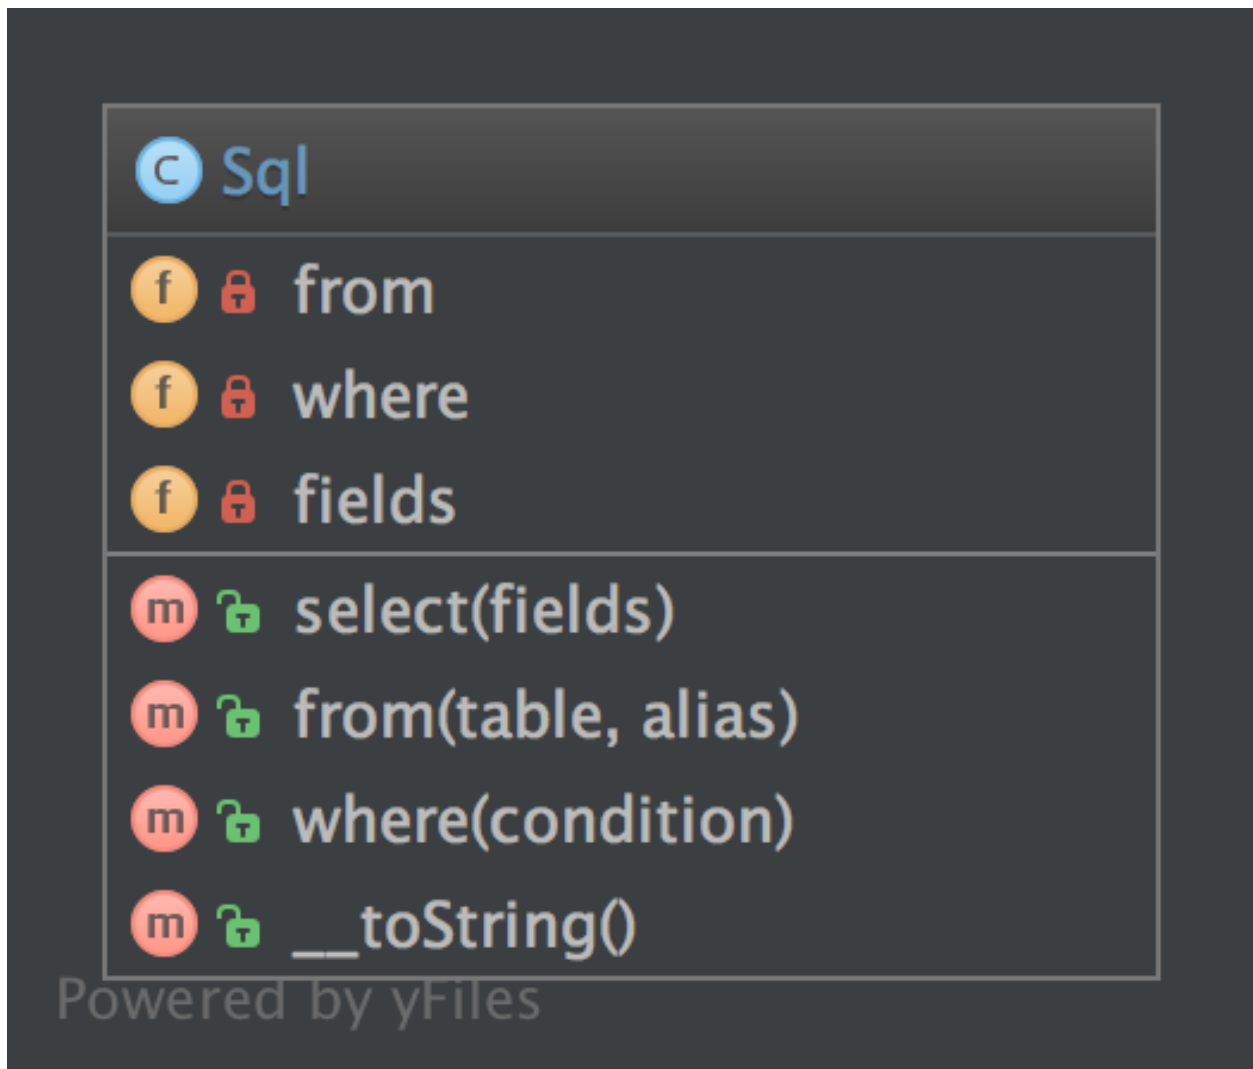 C Sql
f from
f where
f fields
m select(fields)
m from(table, alias)
m where(condition)
m __toString()
Powered by yFiles